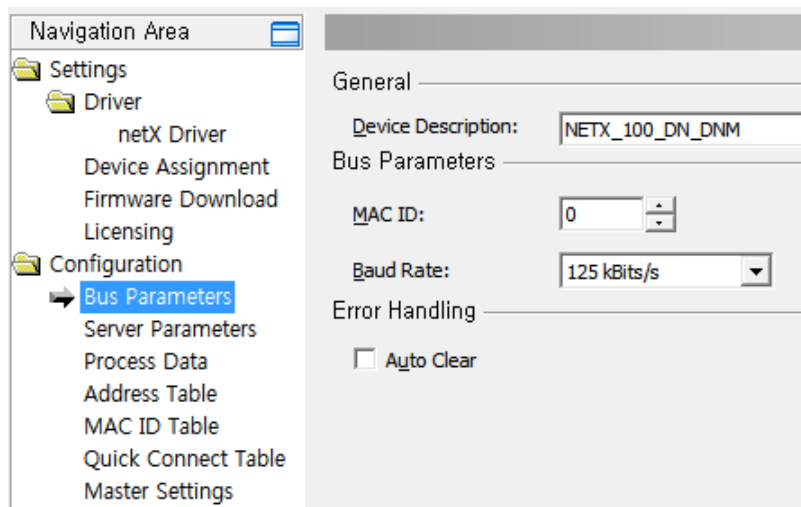 Navigation Area
Settings
Driver
netX Driver
Device Assignment
Firmware Download
Licensing
Configuration
Bus Parameters
Server Parameters
Process Data
Address Table
MAC ID Table
Quick Connect Table
Master Settings
General
Device Description: NETX_100_DN_DNM
Bus Parameters
MAC ID: 0
Baud Rate: 125 kBits/s
Error Handling
Auto Clear